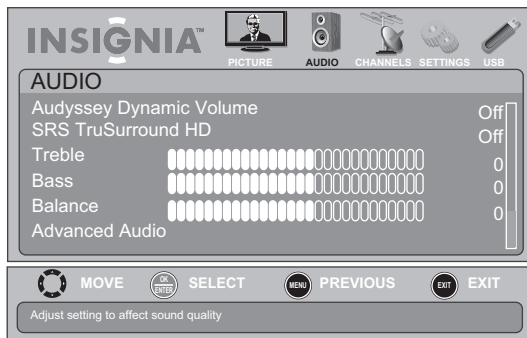 INSIGNIA™
PICTURE AUDIO CHANNELS SETTINGS USB
AUDIO
Audyssey Dynamic Volume Off
SRS TruSurround HD Off
Treble 0
Bass 0
Balance 0
Advanced Audio
MOVE OK ENTER SELECT MENU PREVIOUS EXIT EXIT
Adjust setting to affect sound quality